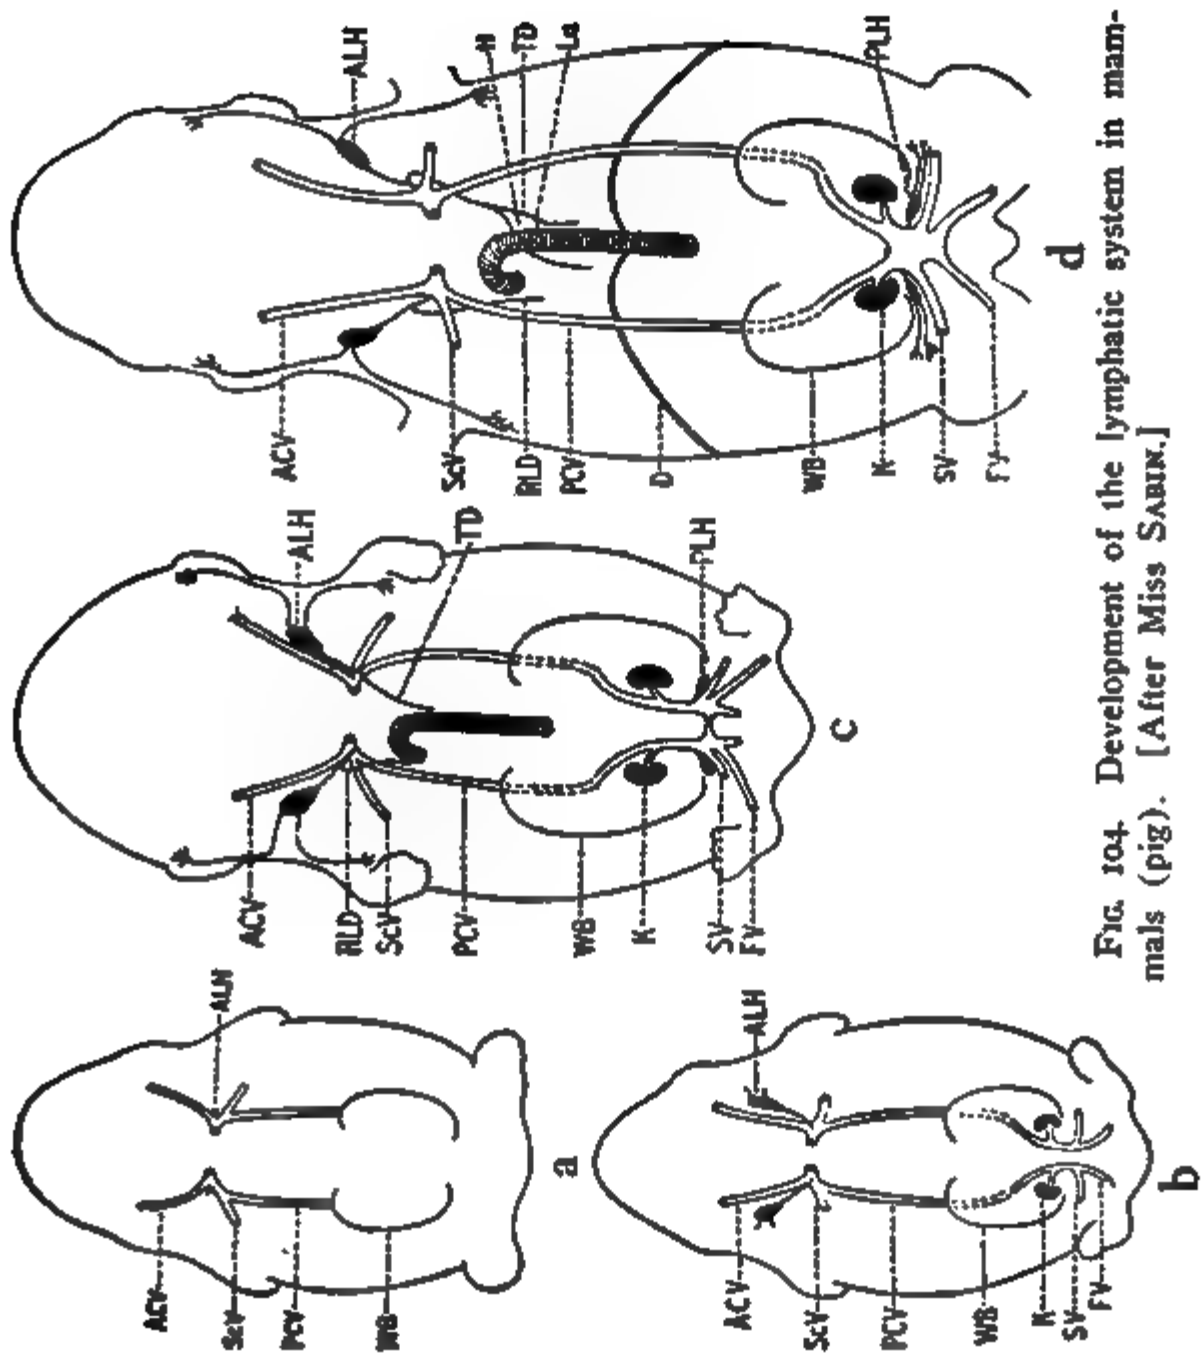 ACV
ScV
PCV
WB
ALH
a
ACV
ScV
PCV
WB
K
SV
FV
ALH
b
ACV
RLD
ScV
PCV
WB
K
SV
FV
ALH
TD
PLH
c
ACV
ScV
RLD
PCV
D
WB
K
SV
FV
ALH
H
TD
La
PLH
d
FIG. 104. Development of the lymphatic system in mam-
mals (pig). [After Miss SABIN.]